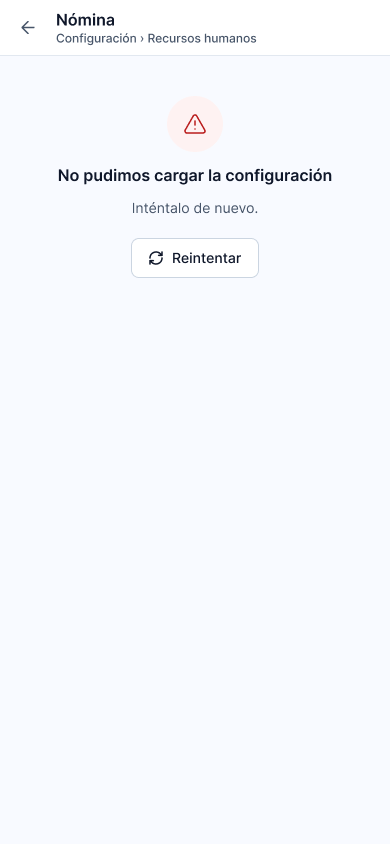 Nómina
Configuración › Recursos humanos
No pudimos cargar la configuración
Inténtalo de nuevo.
Reintentar